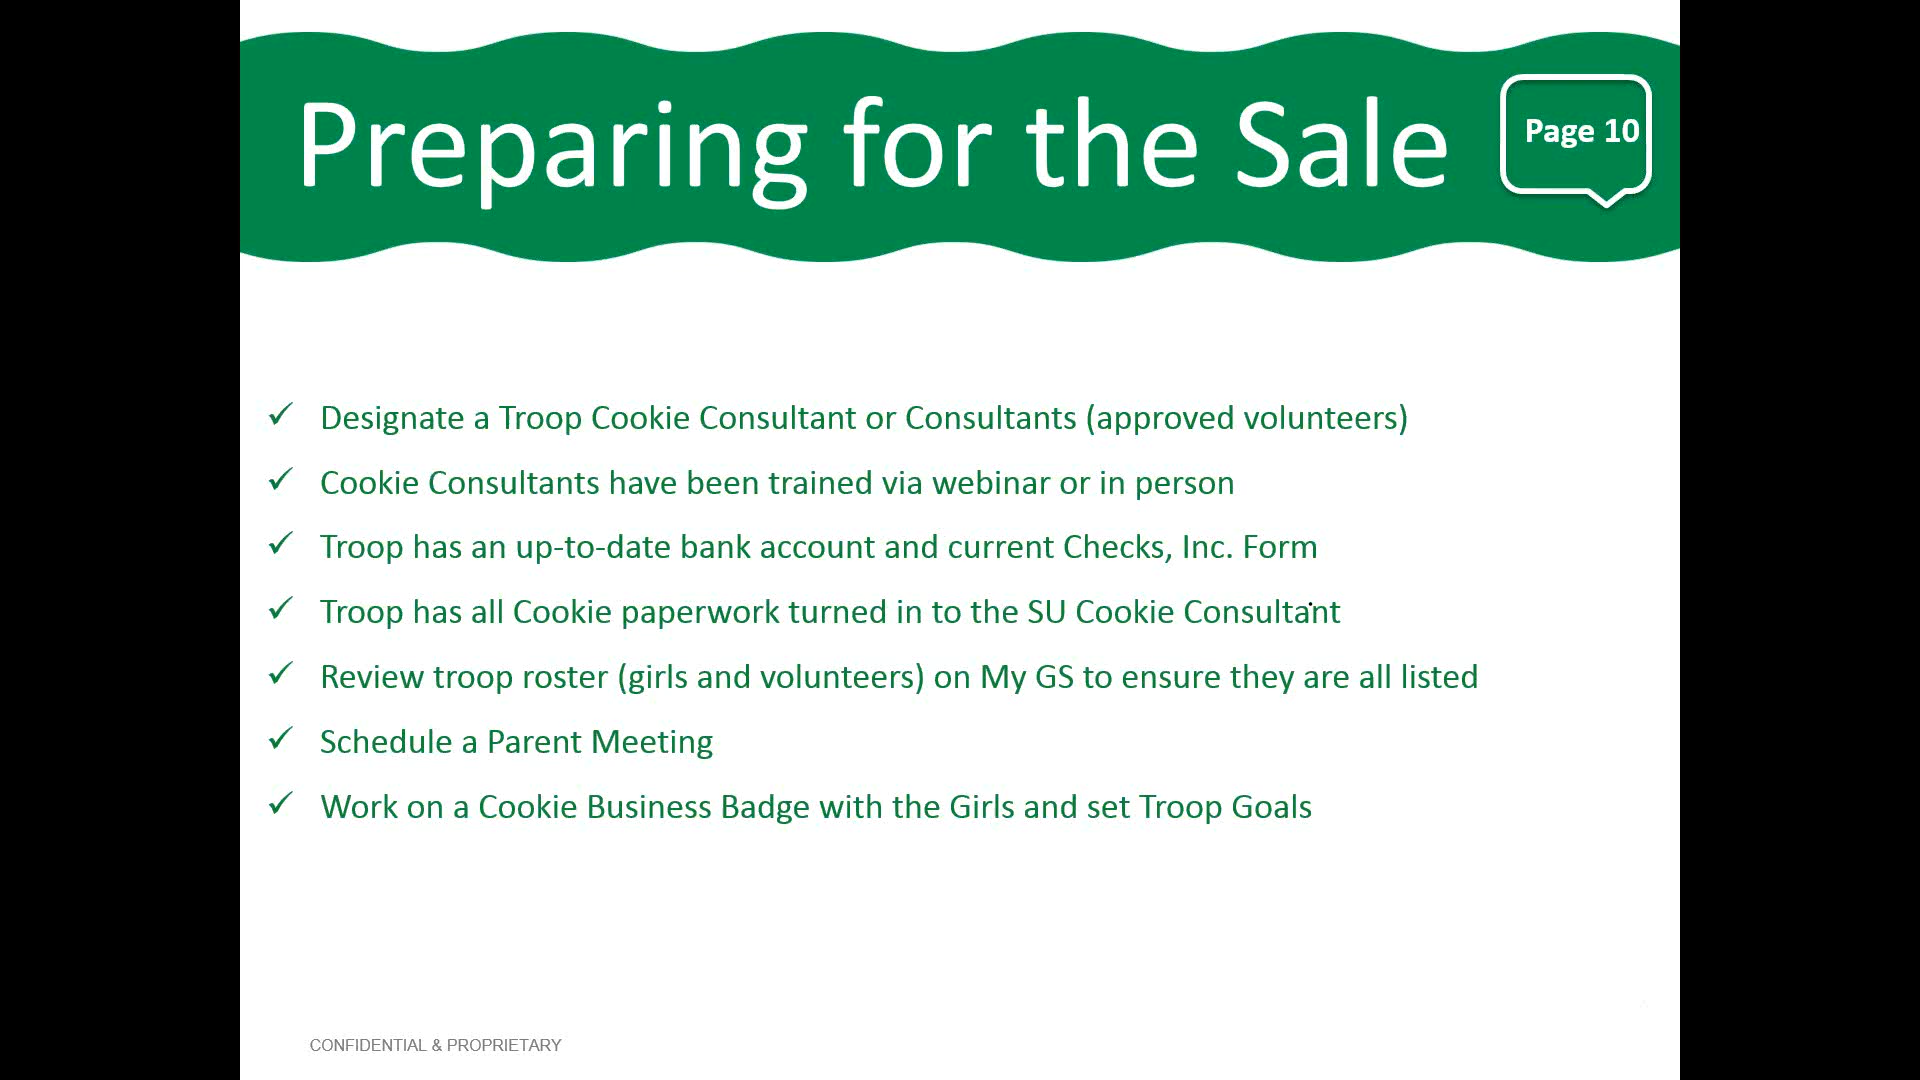 Preparing for the Sale
Page 10
✓ Designate a Troop Cookie Consultant or Consultants (approved volunteers)
✓ Cookie Consultants have been trained via webinar or in person
✓ Troop has an up-to-date bank account and current Checks, Inc. Form
✓ Troop has all Cookie paperwork turned in to the SU Cookie Consultant
✓ Review troop roster (girls and volunteers) on My GS to ensure they are all listed
✓ Schedule a Parent Meeting
✓ Work on a Cookie Business Badge with the Girls and set Troop Goals
CONFIDENTIAL & PROPRIETARY